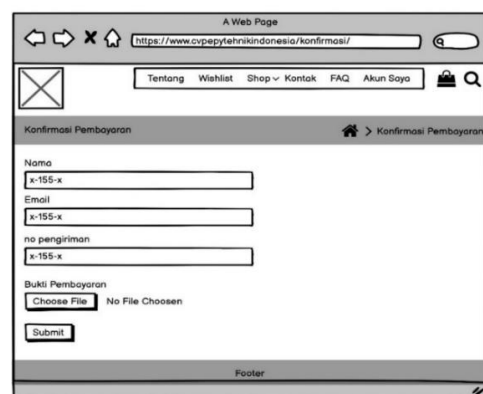 A Web Page
https://www.cvpepytehnikindonesia/konfirmasi/
Tentang Wishlist Shop Kontak FAQ Akun Saya
Konfirmasi Pembayaran
> Konfirmasi Pembayaran
Nama
x-155-x
Email
x-155-x
no pengiriman
x-155-x
Bukti Pembayaran
Choose File No File Choosen
Submit
Footer